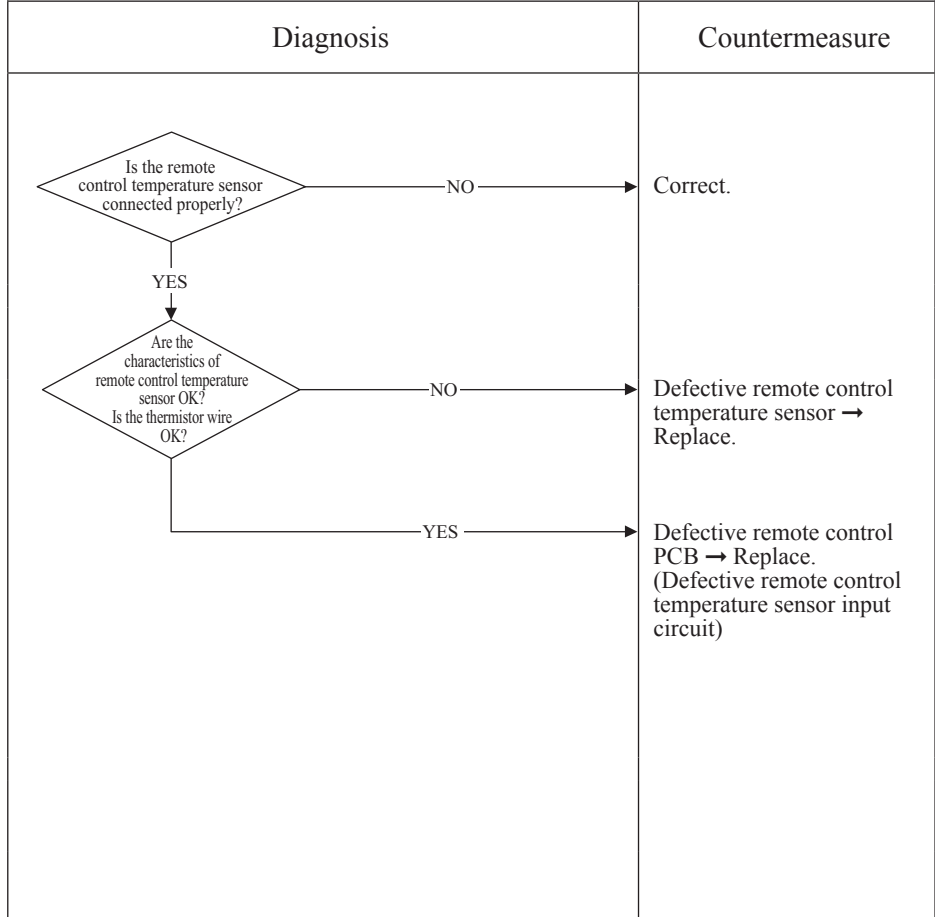 Diagnosis
Countermeasure
Is the remote
control temperature sensor
connected properly?
NO
Correct.
YES
Are the
characteristics of
remote control temperature
sensor OK?
Is the thermistor wire
OK?
NO
Defective remote control
temperature sensor →
Replace.
YES
Defective remote control
PCB → Replace.
(Defective remote control
temperature sensor input
circuit)